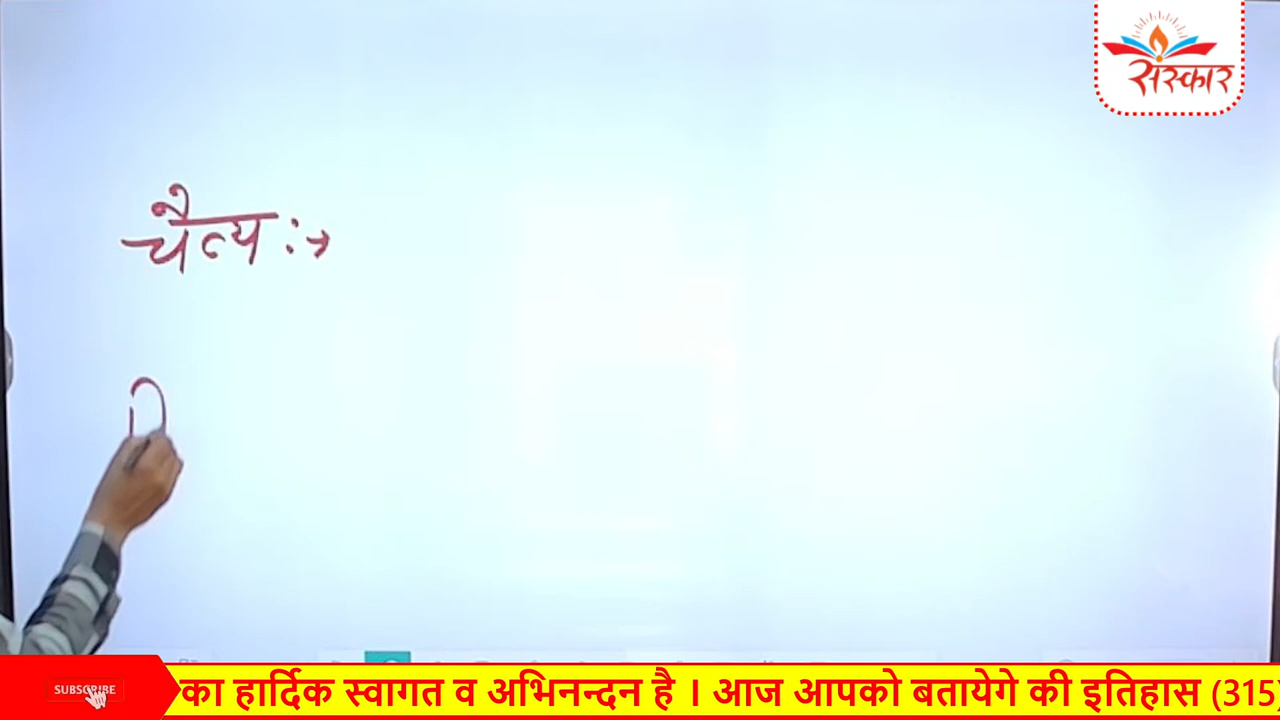 संस्कार
चैत्य :→
SUBSCRIBE
का हार्दिक स्वागत व अभिनन्दन है । आज आपको बतायेगे की इतिहास (315)